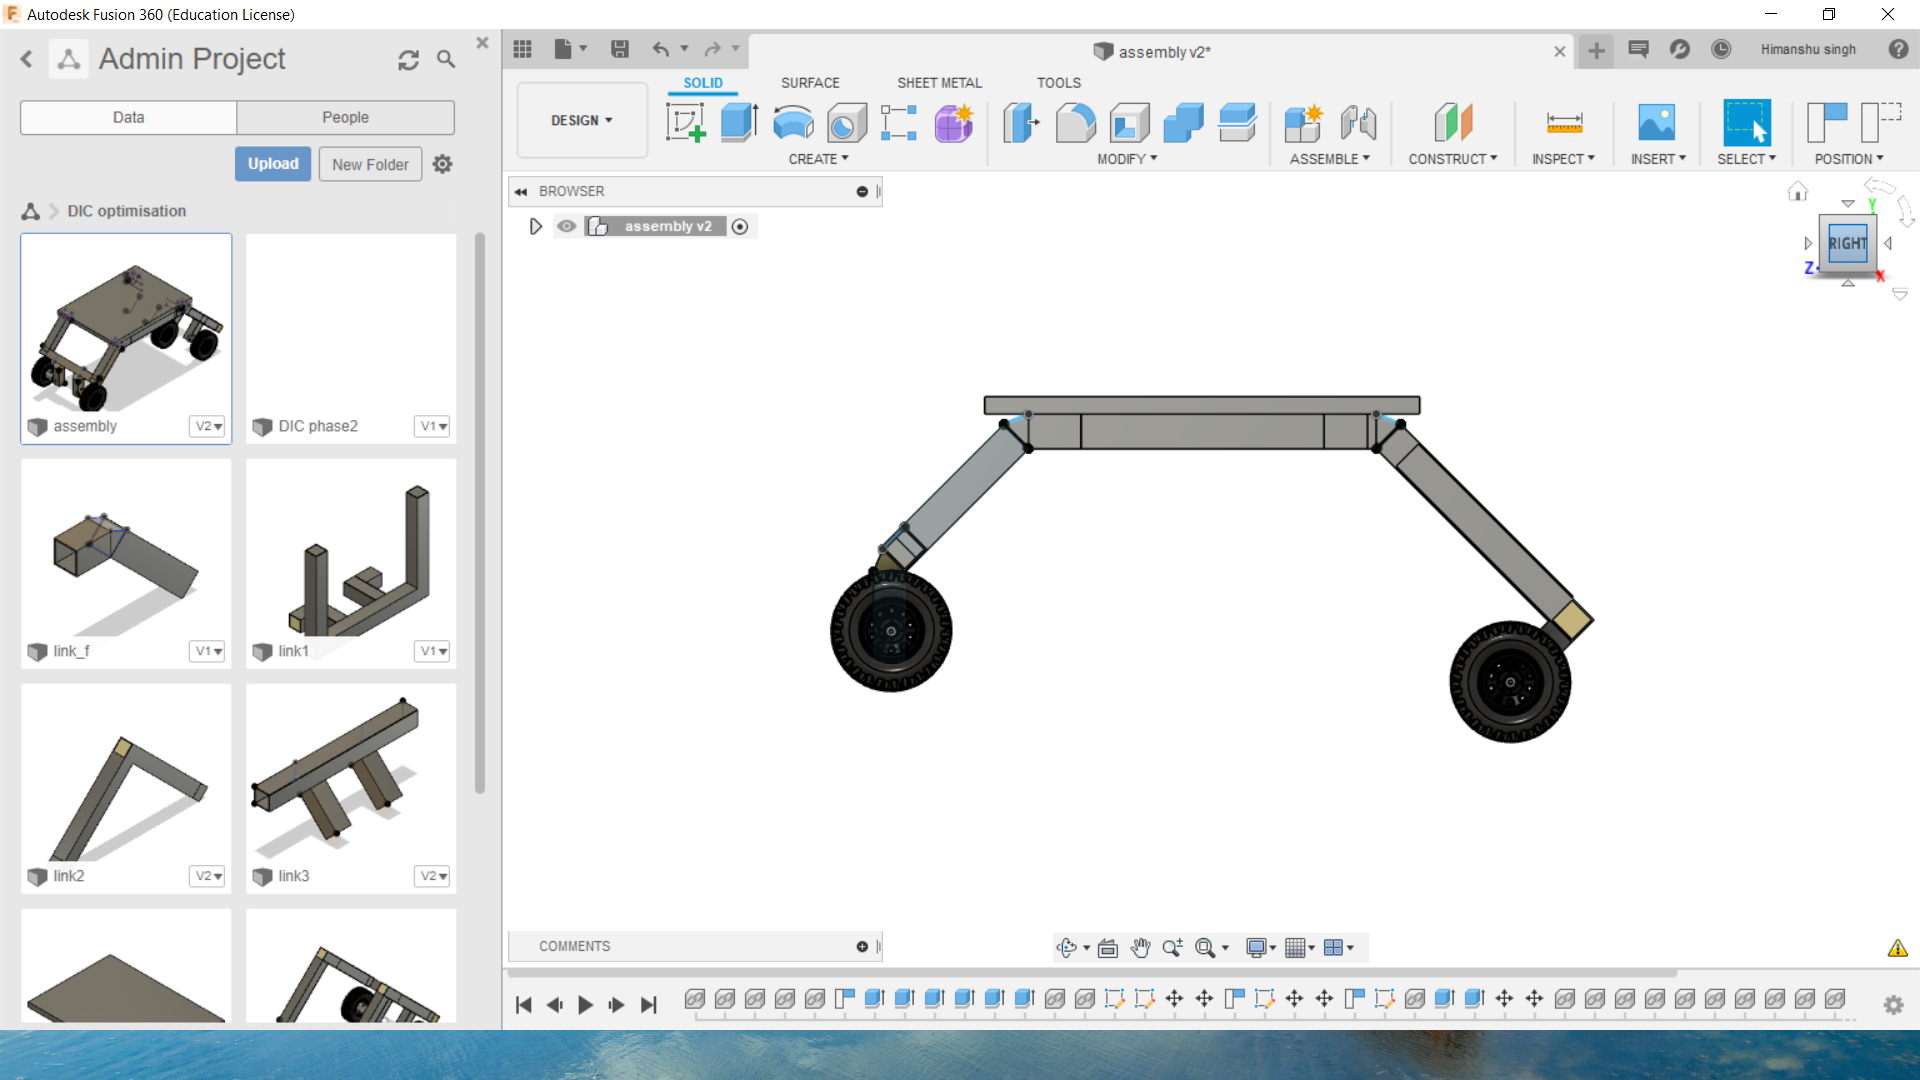 Autodesk Fusion 360 (Education License)
Admin Project
Data
People
Upload
New Folder
DIC optimisation
assembly
V2
DIC phase2
V1
link_f
V1
link1
V1
link2
V2
link3
V2
assembly v2*
Himanshu singh
DESIGN
SOLID
SURFACE
SHEET METAL
TOOLS
CREATE
MODIFY
ASSEMBLE
CONSTRUCT
INSPECT
INSERT
SELECT
POSITION
BROWSER
assembly v2
Y
RIGHT
Z
X
COMMENTS